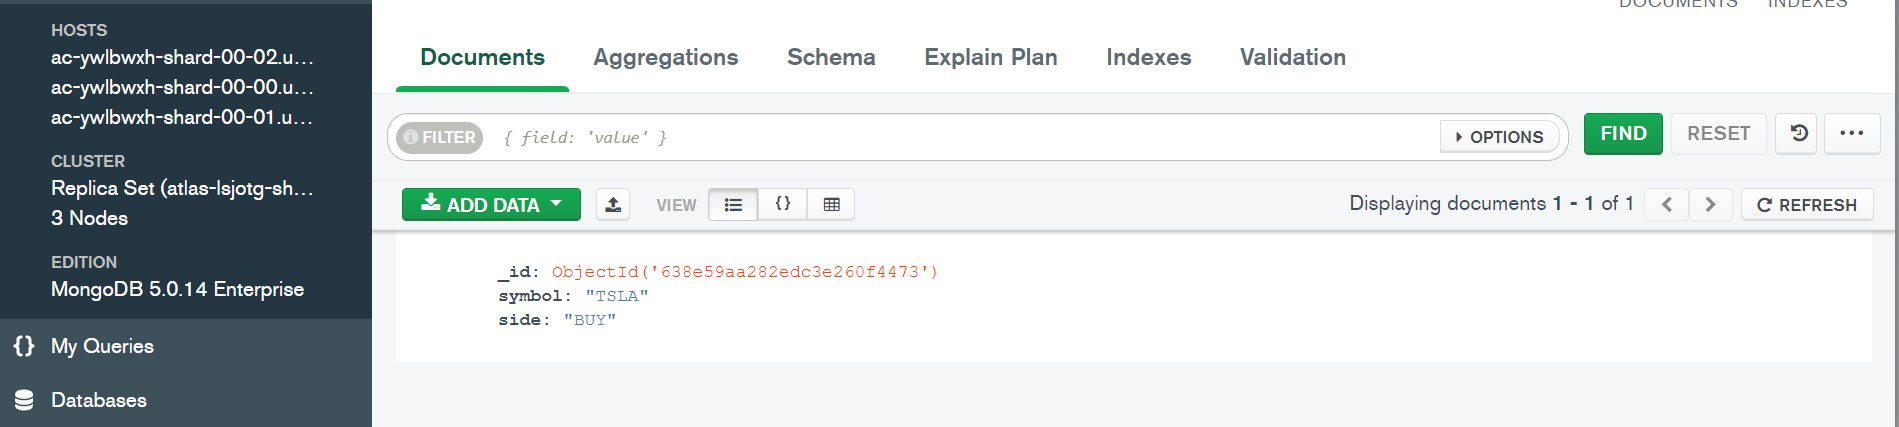 HOSTS
ac-ywlbwxh-shard-00-02.u...
ac-ywlbwxh-shard-00-00.u...
ac-ywlbwxh-shard-00-01.u...
CLUSTER
Replica Set (atlas-lsjotg-sh...
3 Nodes
EDITION
MongoDB 5.0.14 Enterprise
{} My Queries
Databases
DOCUMENTS INDEXES
Documents Aggregations Schema Explain Plan Indexes Validation
FILTER { field: 'value' } OPTIONS FIND RESET ...
ADD DATA VIEW {} Displaying documents 1 - 1 of 1 < > REFRESH
_id: ObjectId('638e59aa282edc3e260f4473')
symbol: "TSLA"
side: "BUY"